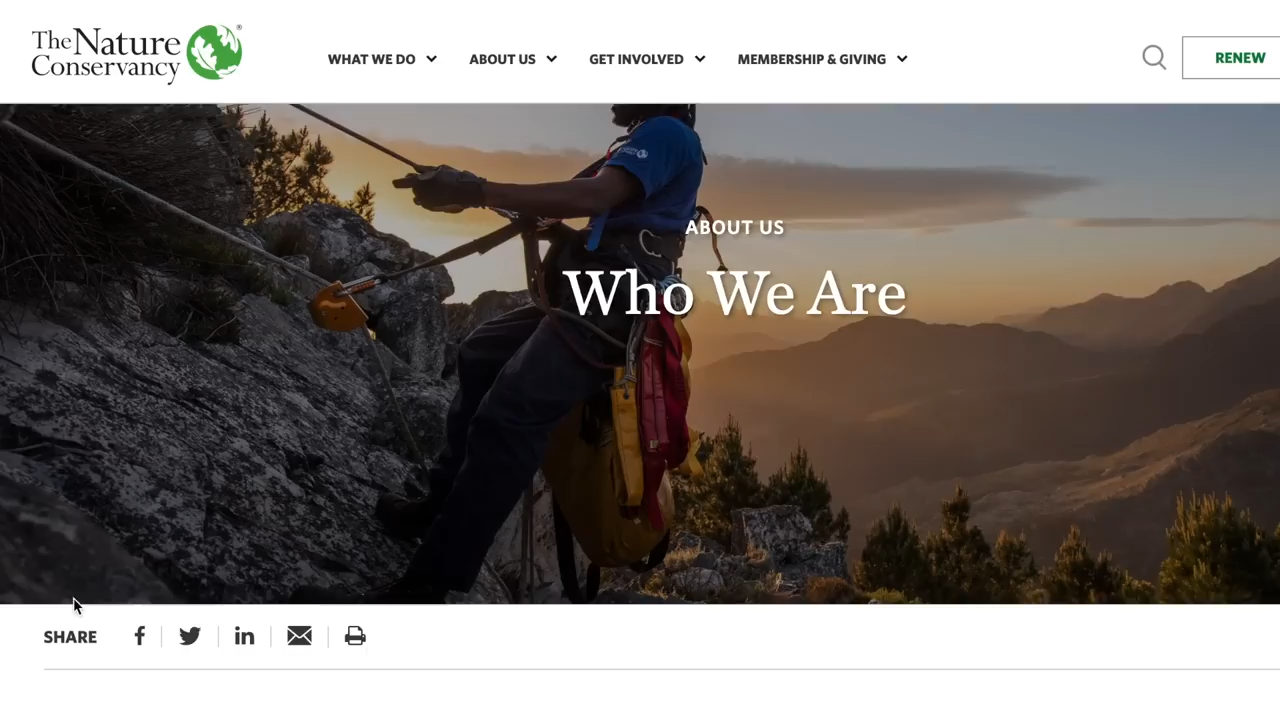 The Nature
Conservancy
WHAT WE DO
ABOUT US
GET INVOLVED
MEMBERSHIP & GIVING
RENEW
ABOUT US
Who We Are
SHARE